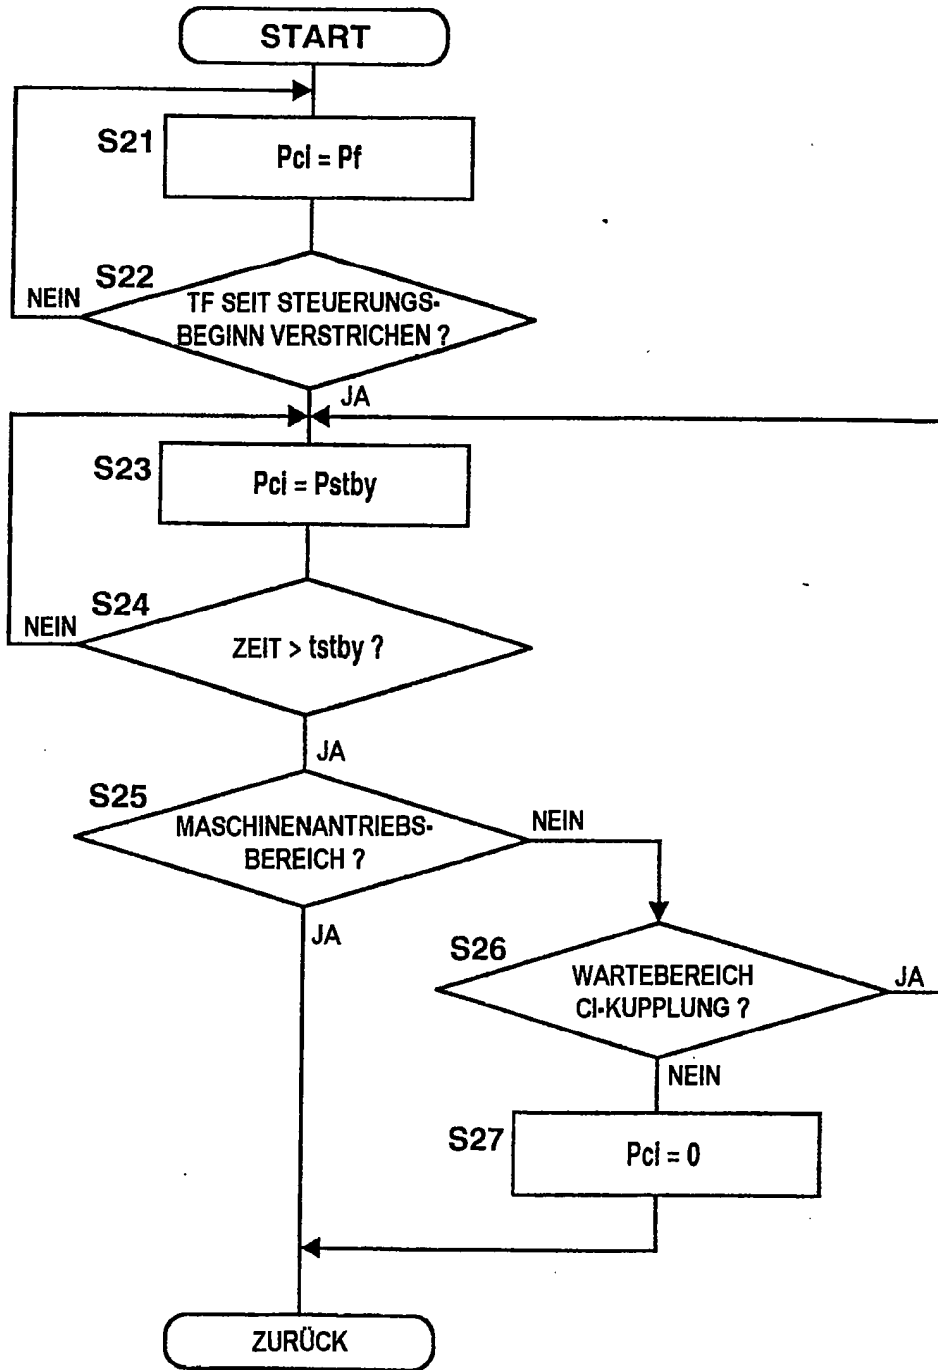 START
S21
Pci = Pf
S22
NEIN
TF SEIT STEUERUNGS-
BEGINN VERSTRICHEN ?
JA
S23
Pci = Pstby
S24
NEIN
ZEIT > tstby ?
JA
S25
MASCHINENANTRIEBS-
BEREICH ?
NEIN
JA
S26
WARTEBEREICH
CI-KUPPLUNG ?
JA
NEIN
S27
Pci = 0
ZURÜCK